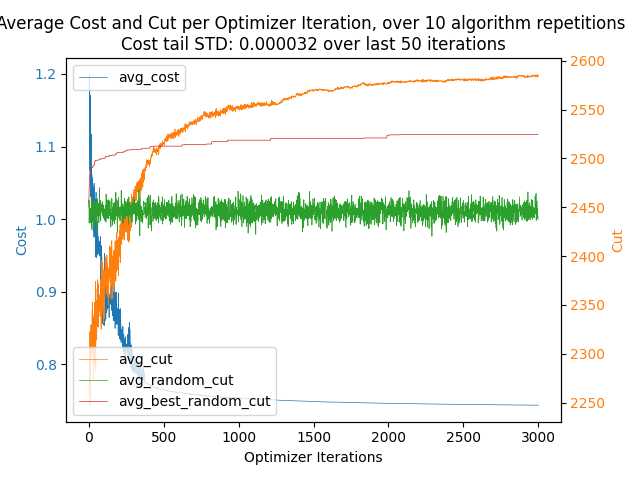 Average Cost and Cut per Optimizer Iteration, over 10 algorithm repetitions
Cost tail STD: 0.000032 over last 50 iterations
avg_cost
1.2
1.1
1.0
0.9
0.8
Cost
2600
2550
2500
2450
2400
2350
2300
2250
Cut
avg_cut
avg_random_cut
avg_best_random_cut
0 500 1000 1500 2000 2500 3000
Optimizer Iterations